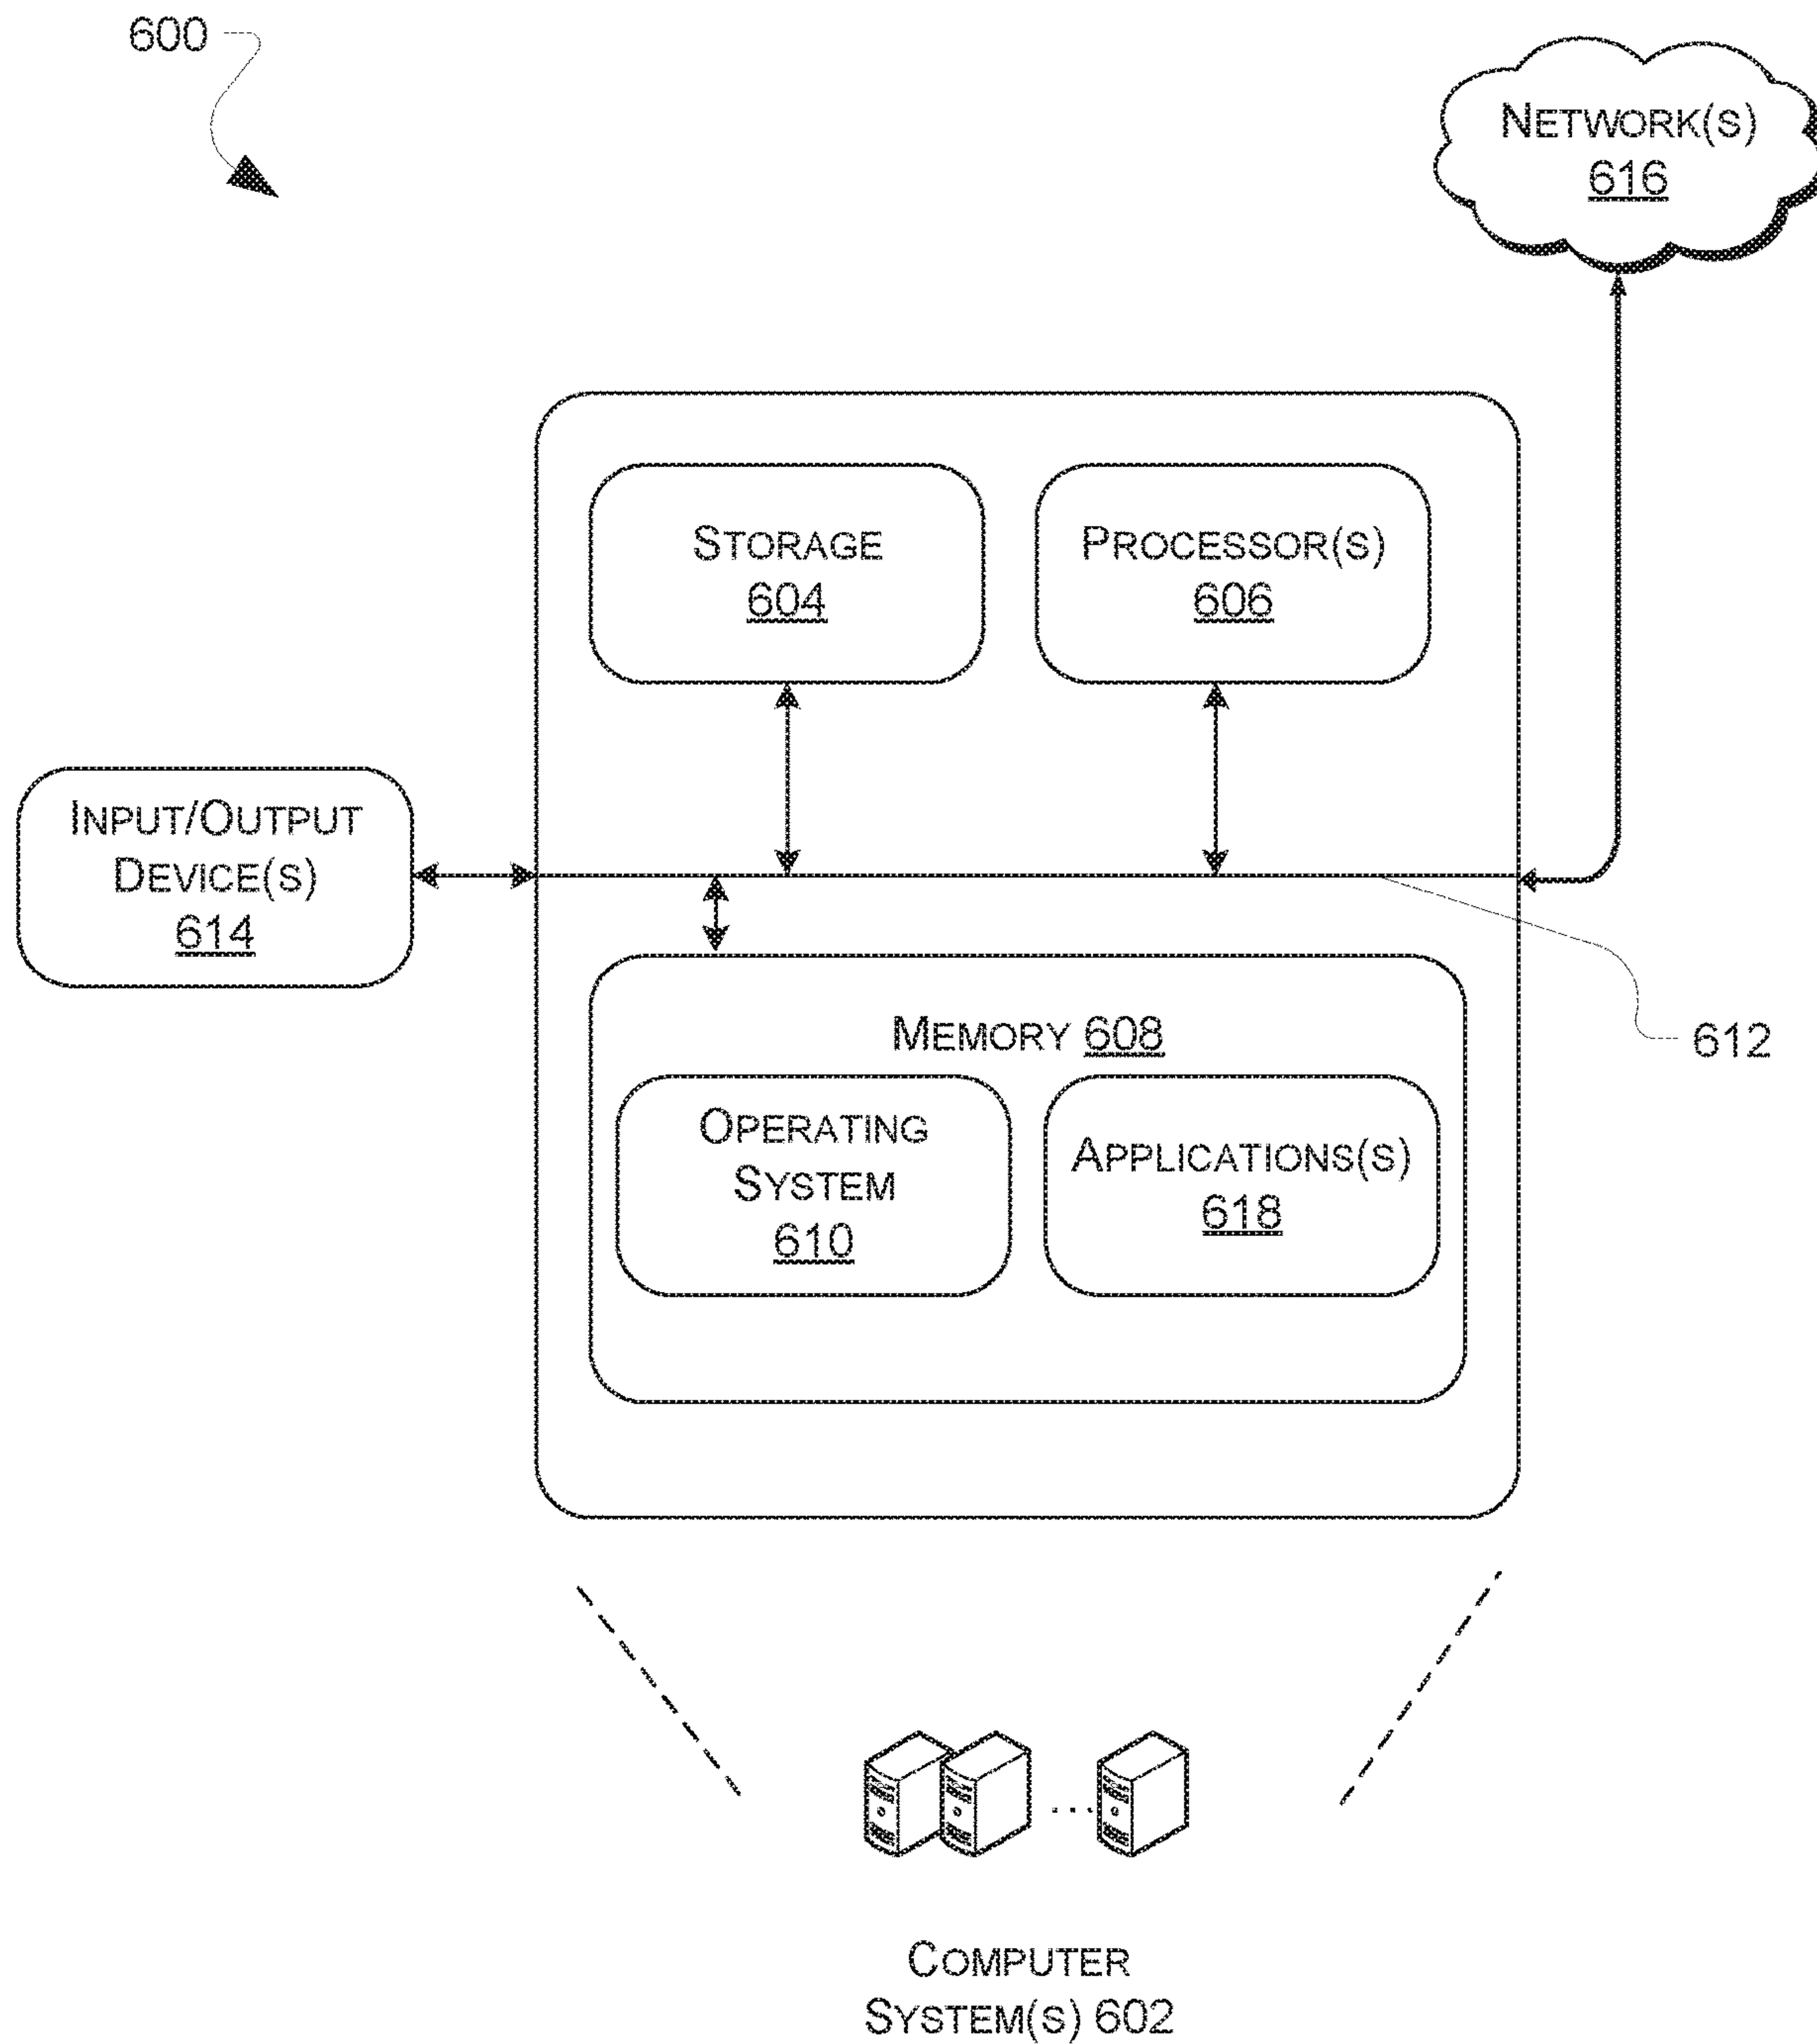 600
NETWORK(S)
616
STORAGE
604
PROCESSOR(S)
606
INPUT/OUTPUT
DEVICE(S)
614
MEMORY 608
612
OPERATING
SYSTEM
610
APPLICATIONS(S)
618
...
COMPUTER
SYSTEM(S) 602